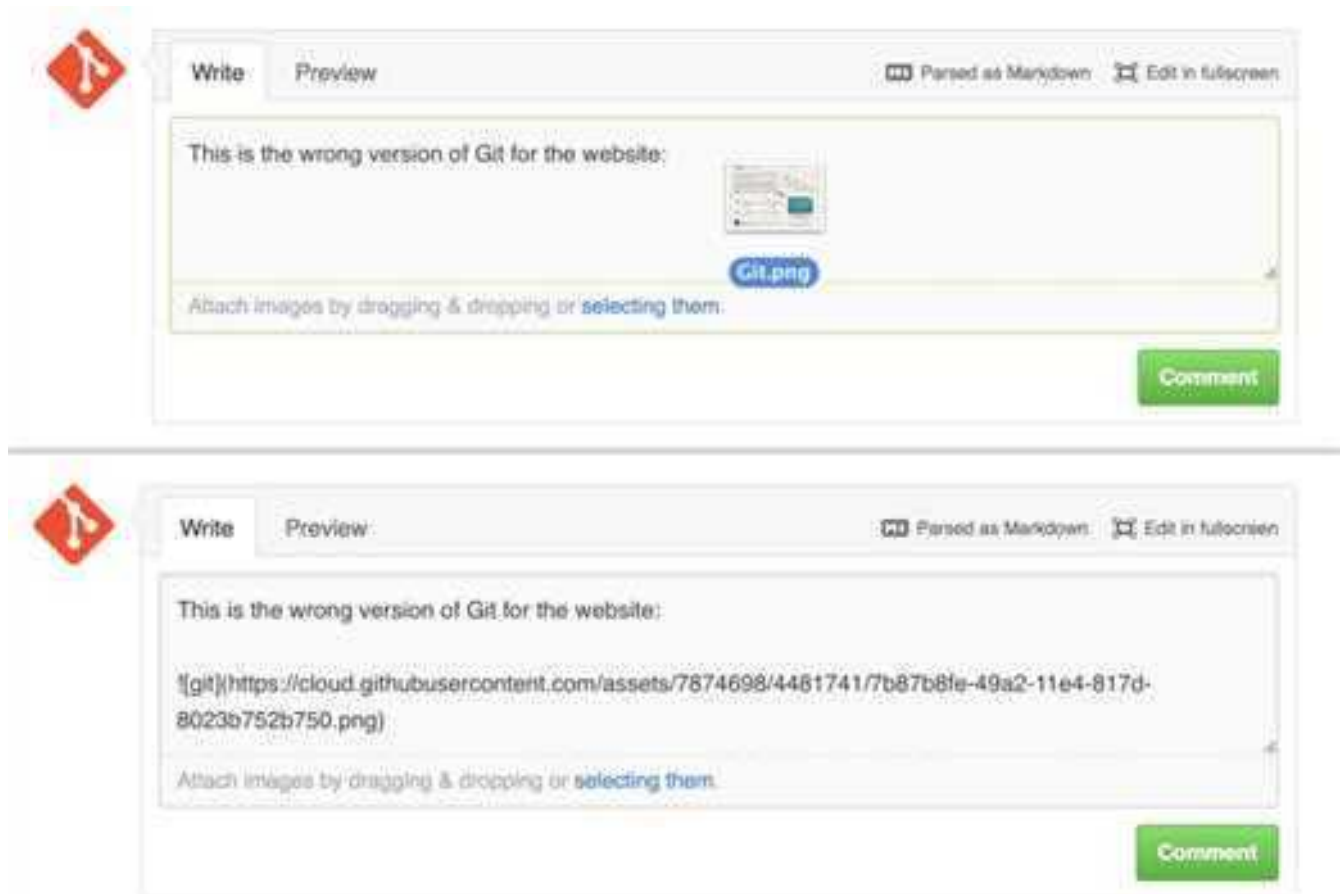 Write Preview Parsed as Markdown Edit in fullscreen
This is the wrong version of Git for the website:
Git.png
Attach images by dragging & dropping or selecting them.
Comment
Write Preview Parsed as Markdown Edit in fullscreen
This is the wrong version of Git for the website:
![git](https://cloud.githubusercontent.com/assets/7874698/4481741/7b87b8fe-49a2-11e4-817d-
8023b752b750.png)
Attach images by dragging & dropping or selecting them.
Comment